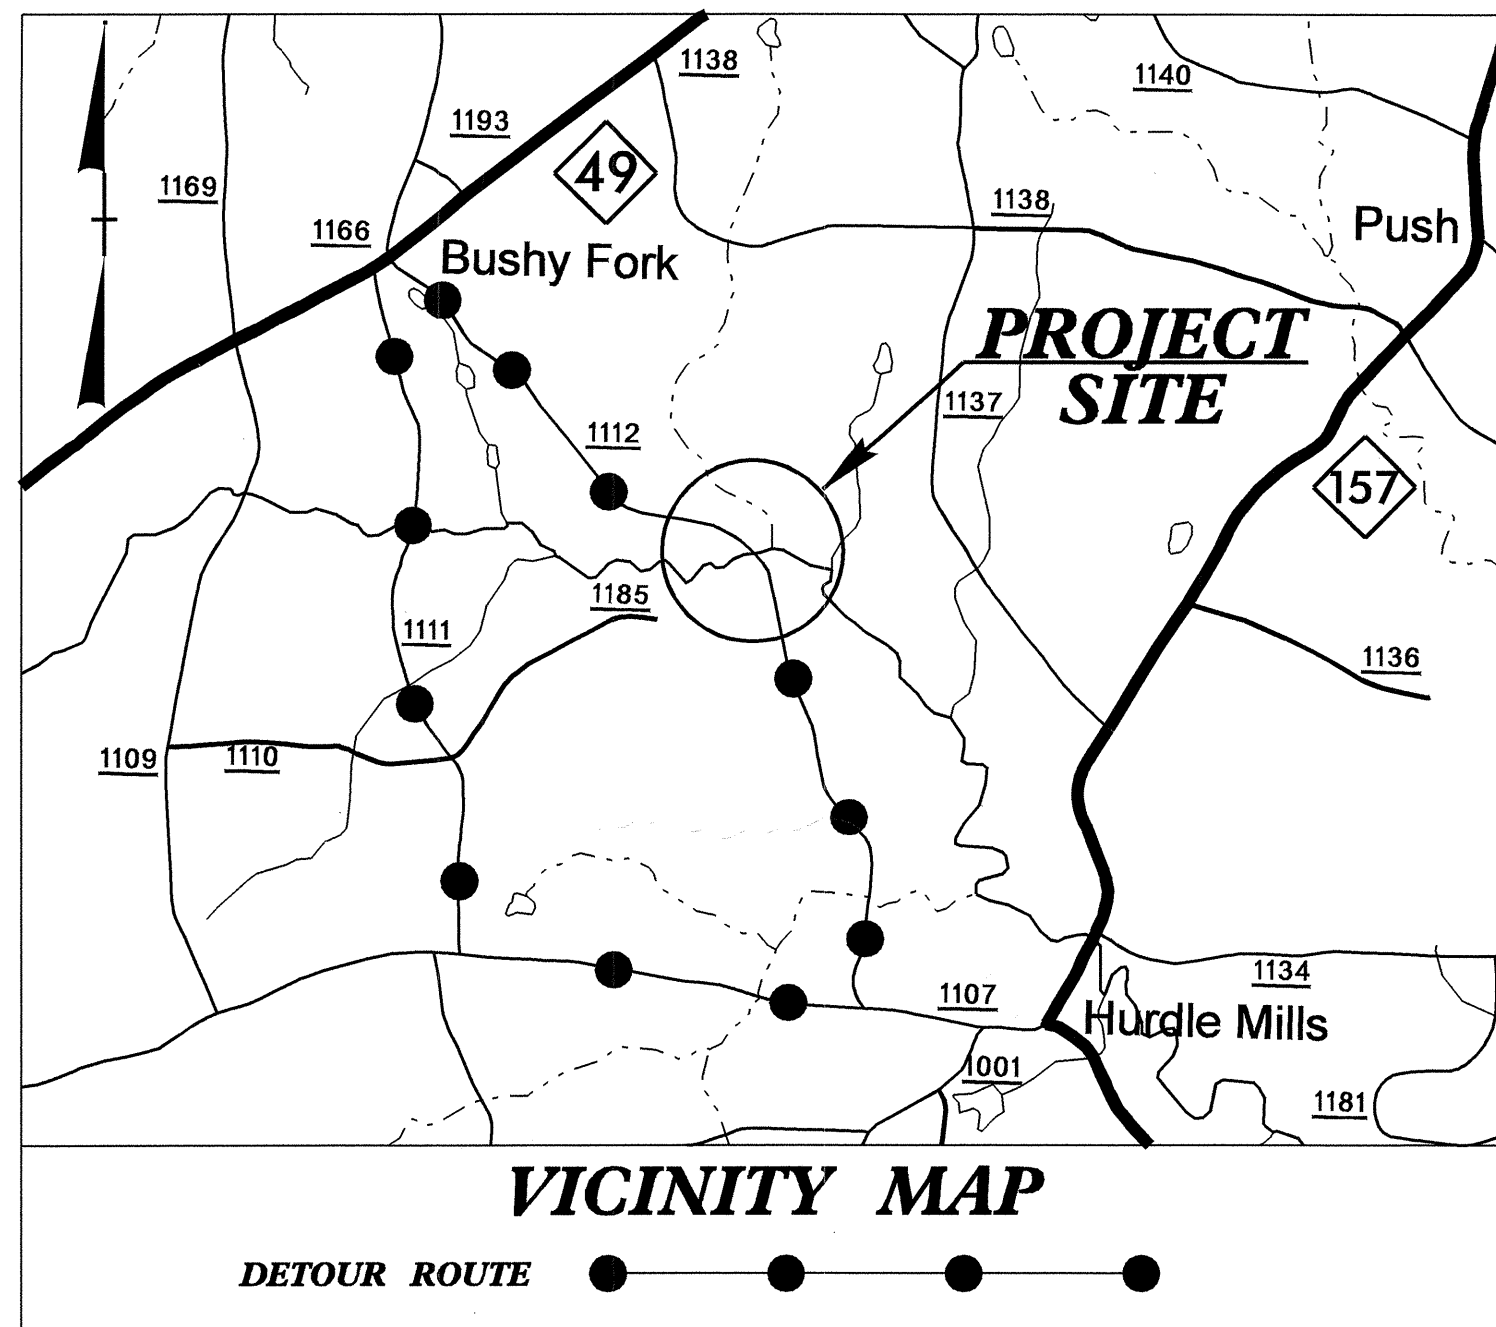 1138
1140
1193
49
1169
1138
1166
Push
Bushy Fork
PROJECT
SITE
1137
1112
157
1185
1111
1136
1109
1110
1134
1107
Hurdle Mills
1001
1181
VICINITY MAP
DETOUR ROUTE